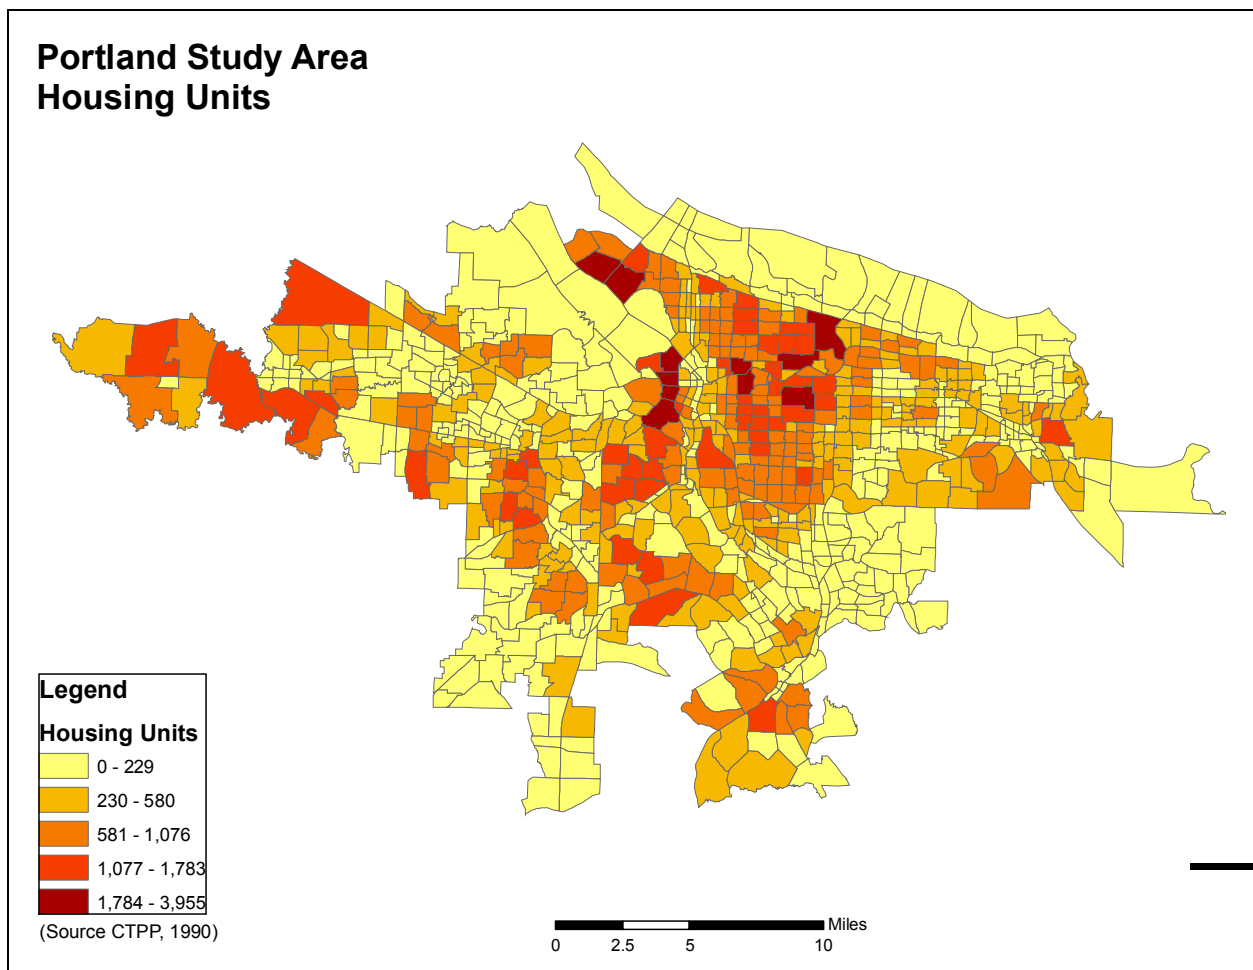 Portland Study Area
Housing Units
Legend
Housing Units
0 - 229
230 - 580
581 - 1,076
1,077 - 1,783
1,784 - 3,955
(Source CTPP, 1990)
Miles
0 2.5 5 10